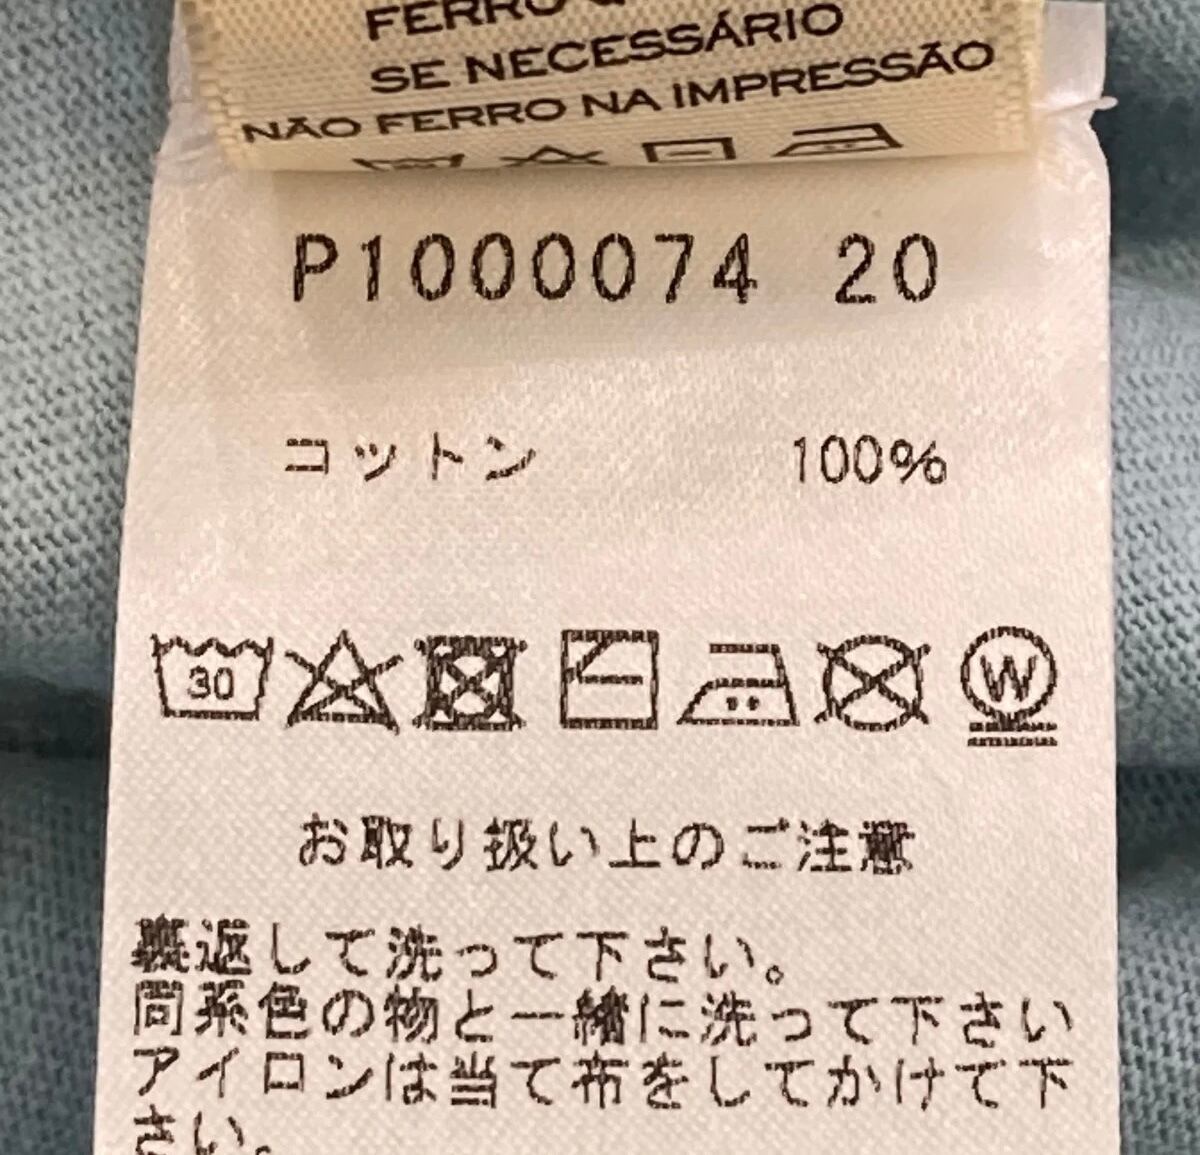 FERRO
SE NECESSÁRIO
NÃO FERRO NA IMPRESSÃO
P1000074 20
コットン 100%
30 W
お取り扱い上のご注意
裏返して洗って下さい。
同系色の物と一緒に洗って下さい
アイロンは当て布をしてかけて下
さい。